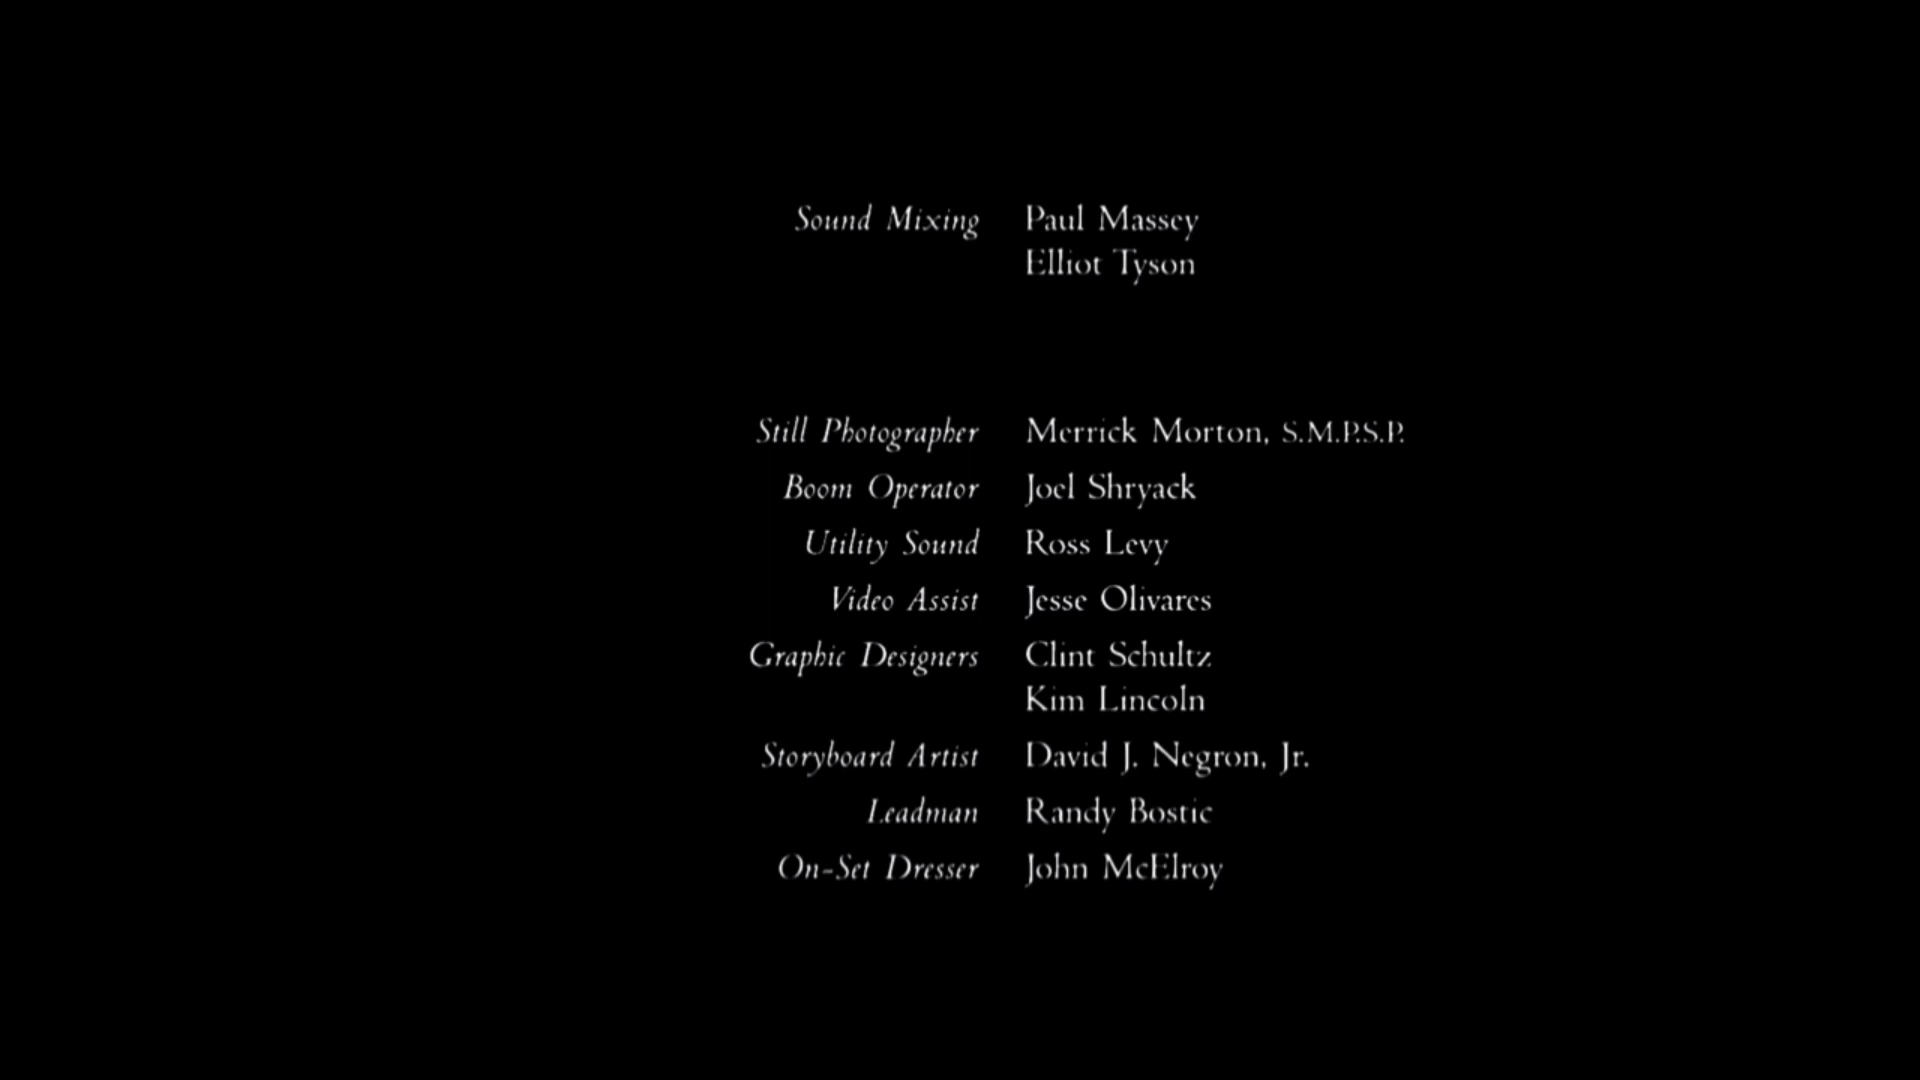 Sound Mixing Paul Massey
Elliot Tyson
Still Photographer Merrick Morton, S.M.P.S.P.
Boom Operator Joel Shryack
Utility Sound Ross Levy
Video Assist Jesse Olivares
Graphic Designers Clint Schultz
Kim Lincoln
Storyboard Artist David J. Negron, Jr.
Leadman Randy Bostic
On-Set Dresser John McElroy